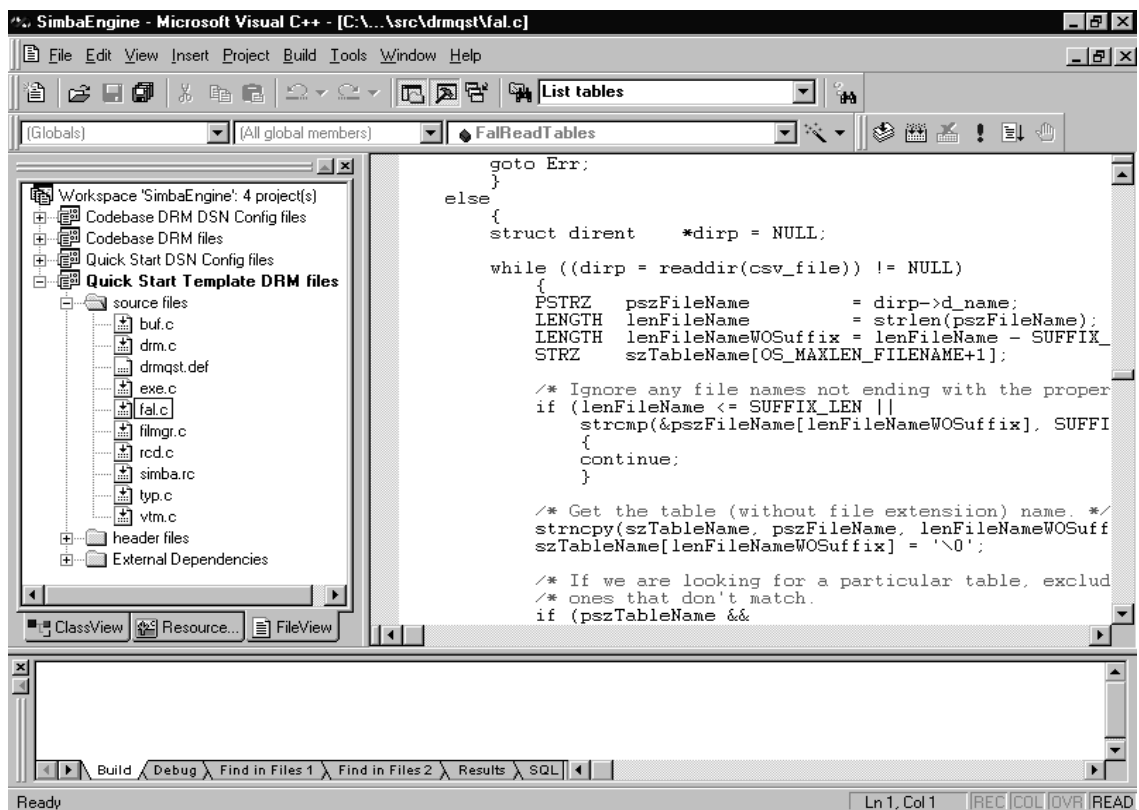 SimbaEngine - Microsoft Visual C++ - [C:\...\src\drmqst\fal.c]
File Edit View Insert Project Build Tools Window Help
List tables
(Globals) (All global members) FalReadTables
Workspace 'SimbaEngine': 4 project(s)
Codebase DRM DSN Config files
Codebase DRM files
Quick Start DSN Config files
Quick Start Template DRM files
source files
buf.c
drm.c
drmqst.def
exe.c
fal.c
filmgr.c
rcd.c
simba.rc
typ.c
vtm.c
header files
External Dependencies
ClassView Resource... FileView
goto Err;
}
else
{
struct dirent    *dirp = NULL;
while ((dirp = readdir(csv_file)) != NULL)
{
PSTRZ   pszFileName         = dirp->d_name;
LENGTH  lenFileName         = strlen(pszFileName);
LENGTH  lenFileNameWOSuffix = lenFileName - SUFFIX_
STRZ    szTableName[OS_MAXLEN_FILENAME+1];
/* Ignore any file names not ending with the proper
if (lenFileName <= SUFFIX_LEN ||
strcmp(&pszFileName[lenFileNameWOSuffix], SUFFI
{
continue;
}
/* Get the table (without file extensiion) name. */
strncpy(szTableName, pszFileName, lenFileNameWOSuff
szTableName[lenFileNameWOSuffix] = '\0';
/* If we are looking for a particular table, exclud
/* ones that don't match.
if (pszTableName &&
Build Debug Find in Files 1 Find in Files 2 Results SQL
Ready Ln 1, Col 1 REC COL OVR READ